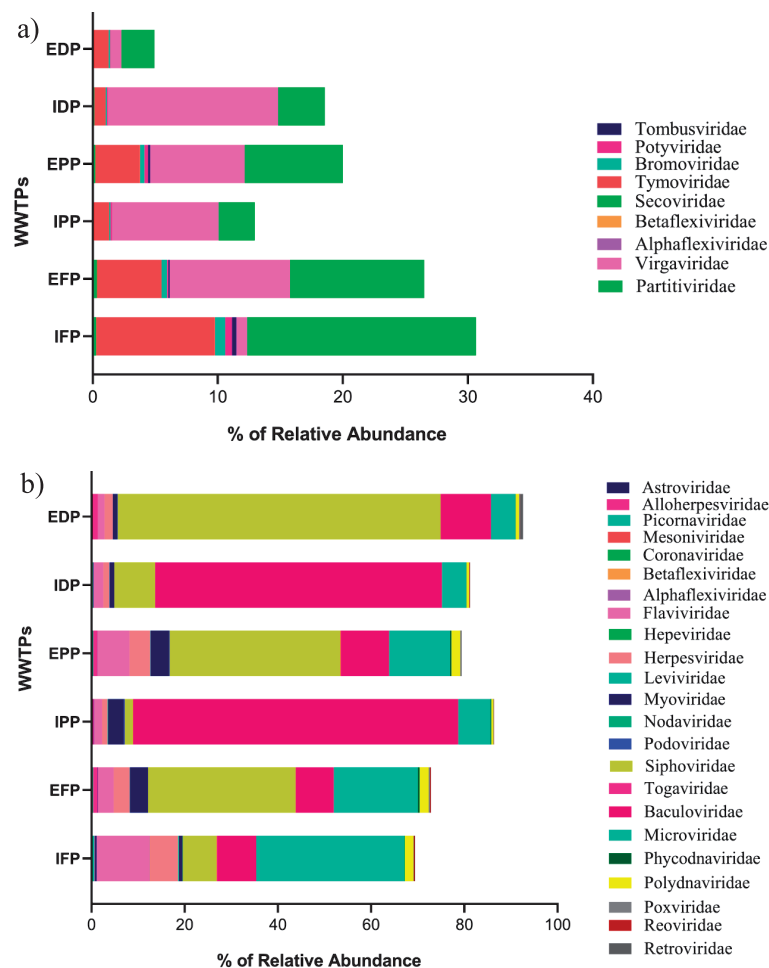 a)
EDP
IDP
EPP
IPP
EFP
IFP
WWTPs
0 10 20 30 40
% of Relative Abundance
Tombusviridae
Potyviridae
Bromoviridae
Tymoviridae
Secoviridae
Betaflexiviridae
Alphaflexiviridae
Virgaviridae
Partitiviridae
b)
EDP
IDP
EPP
IPP
EFP
IFP
WWTPs
0 20 40 60 80 100
% of Relative Abundance
Astroviridae
Alloherpesviridae
Picornaviridae
Mesoniviridae
Coronaviridae
Betaflexiviridae
Alphaflexiviridae
Flaviviridae
Hepeviridae
Herpesviridae
Leviviridae
Myoviridae
Nodaviridae
Podoviridae
Siphoviridae
Togaviridae
Baculoviridae
Microviridae
Phycodnaviridae
Polydnaviridae
Poxviridae
Reoviridae
Retroviridae